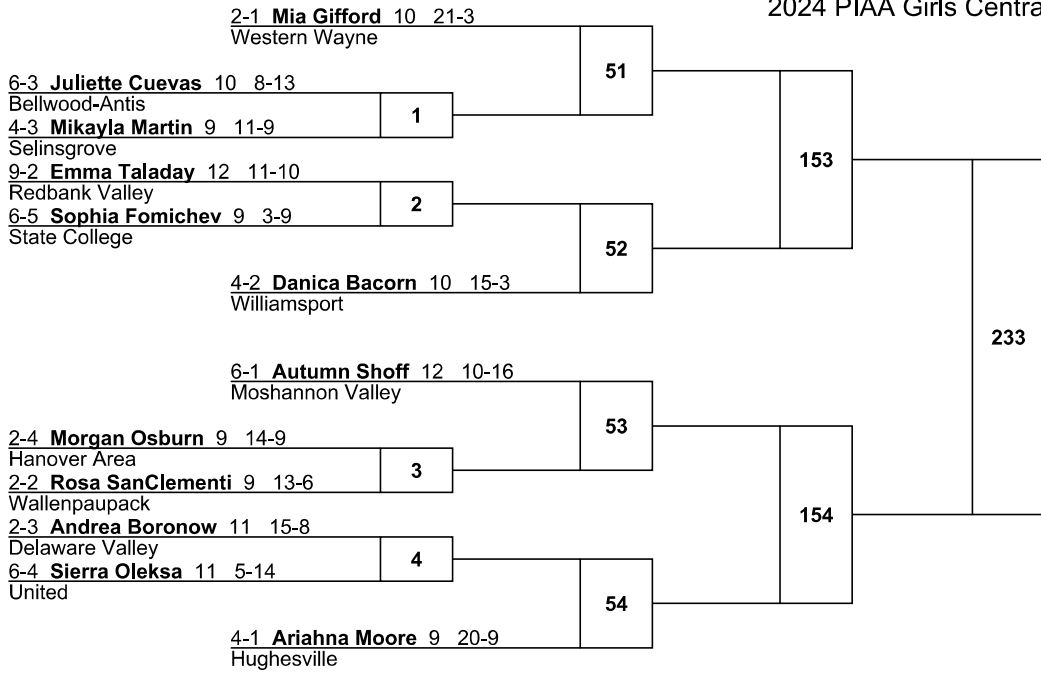 2024 PIAA Girls Centra
2-1 Mia Gifford 10 21-3
Western Wayne
51
6-3 Juliette Cuevas 10 8-13
Bellwood-Antis
1
4-3 Mikayla Martin 9 11-9
Selinsgrove
153
9-2 Emma Taladay 12 11-10
Redbank Valley
2
6-5 Sophia Fomichev 9 3-9
State College
52
4-2 Danica Bacorn 10 15-3
Williamsport
233
6-1 Autumn Shoff 12 10-16
Moshannon Valley
53
2-4 Morgan Osburn 9 14-9
Hanover Area
3
2-2 Rosa SanClementi 9 13-6
Wallenpaupack
154
2-3 Andrea Boronow 11 15-8
Delaware Valley
4
6-4 Sierra Oleksa 11 5-14
United
54
4-1 Ariahna Moore 9 20-9
Hughesville